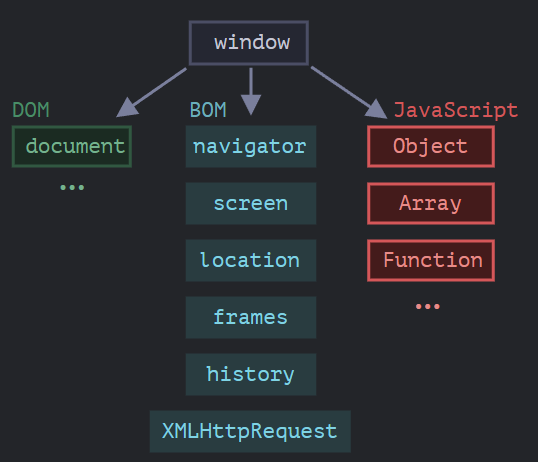 window
DOM
document
...
BOM
navigator
screen
location
frames
history
XMLHttpRequest
JavaScript
Object
Array
Function
...